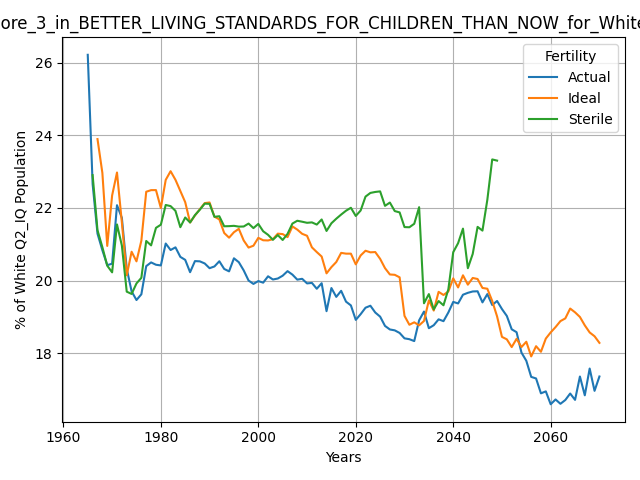 ore_3_in_BETTER_LIVING_STANDARDS_FOR_CHILDREN_THAN_NOW_for_White
Fertility
Actual
Ideal
Sterile
% of White Q2_IQ Population
26
24
22
20
18
1960
1980
2000
2020
2040
2060
Years